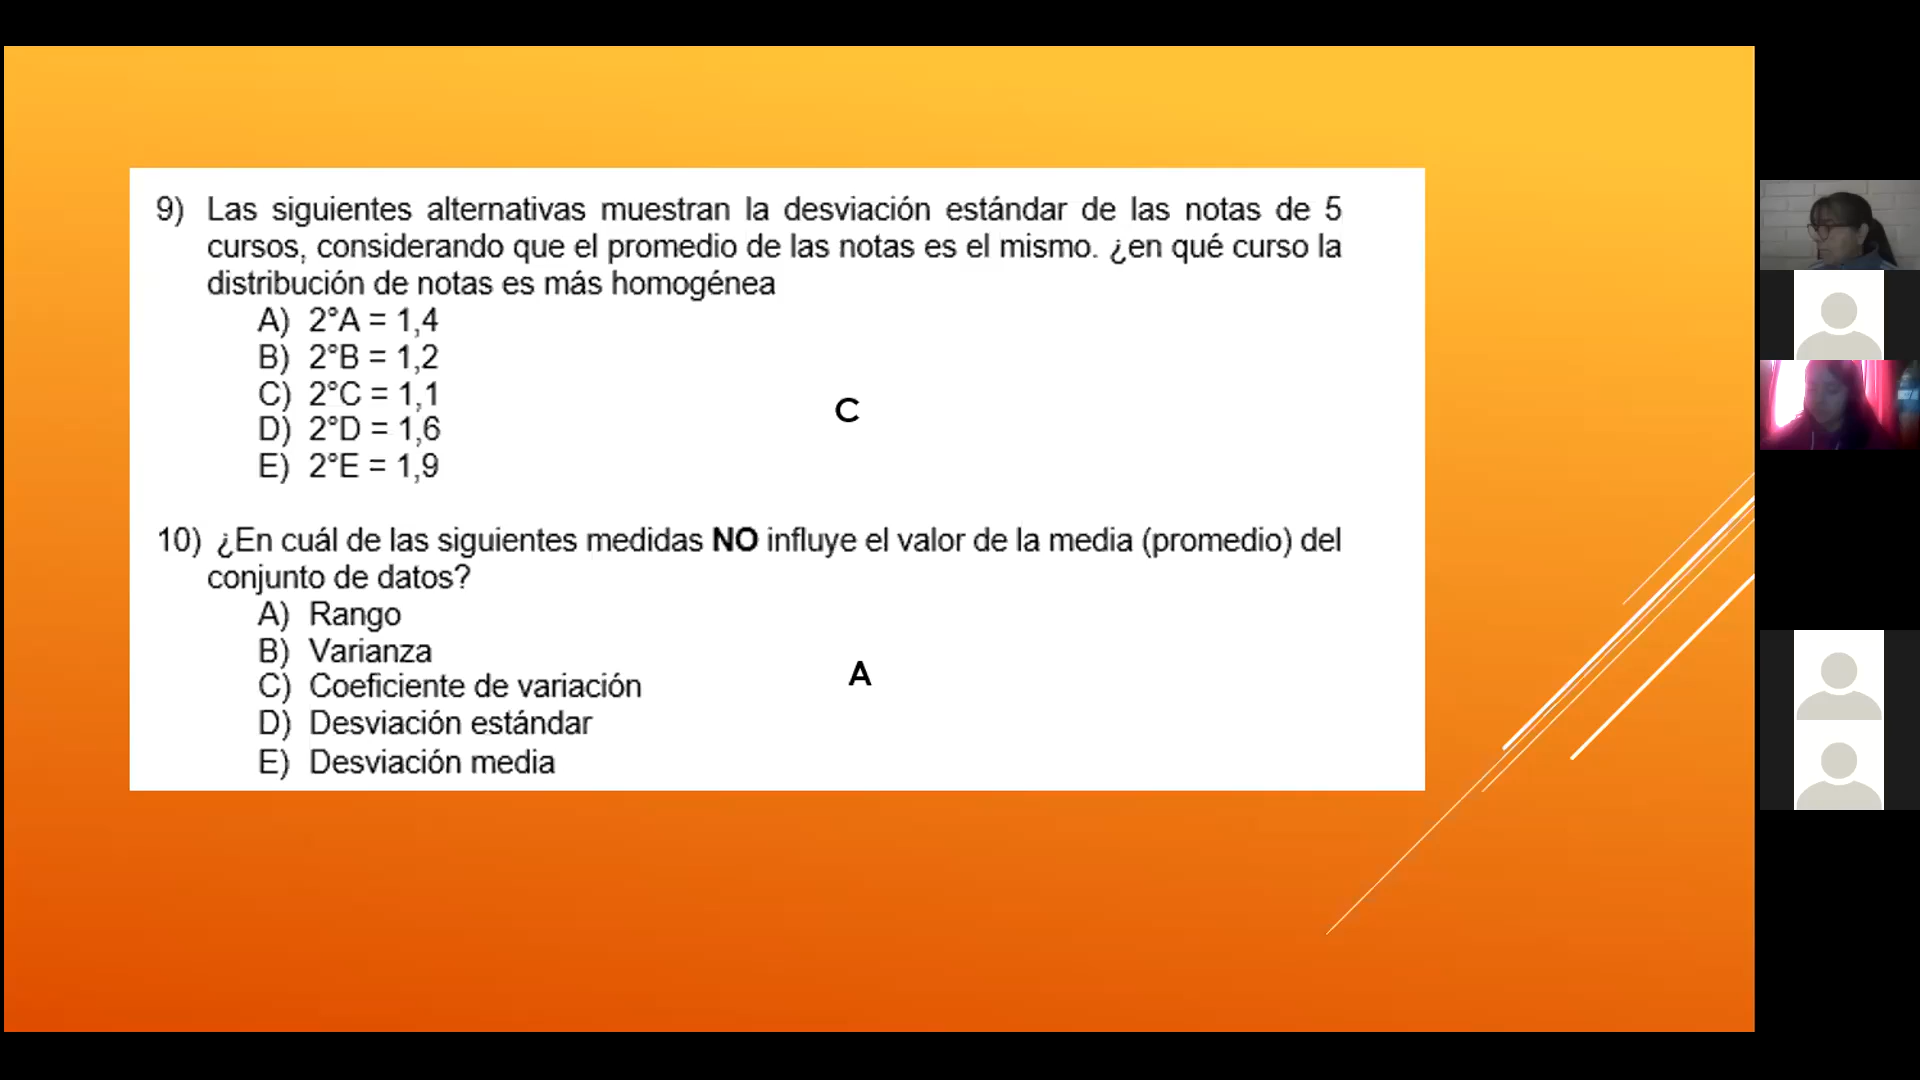 9) Las siguientes alternativas muestran la desviación estándar de las notas de 5
cursos, considerando que el promedio de las notas es el mismo. ¿en qué curso la
distribución de notas es más homogénea
A) 2°A = 1,4
B) 2°B = 1,2
C) 2°C = 1,1
C
D) 2°D = 1,6
E) 2°E = 1,9
10) ¿En cuál de las siguientes medidas NO influye el valor de la media (promedio) del
conjunto de datos?
A) Rango
B) Varianza
A
C) Coeficiente de variación
D) Desviación estándar
E) Desviación media